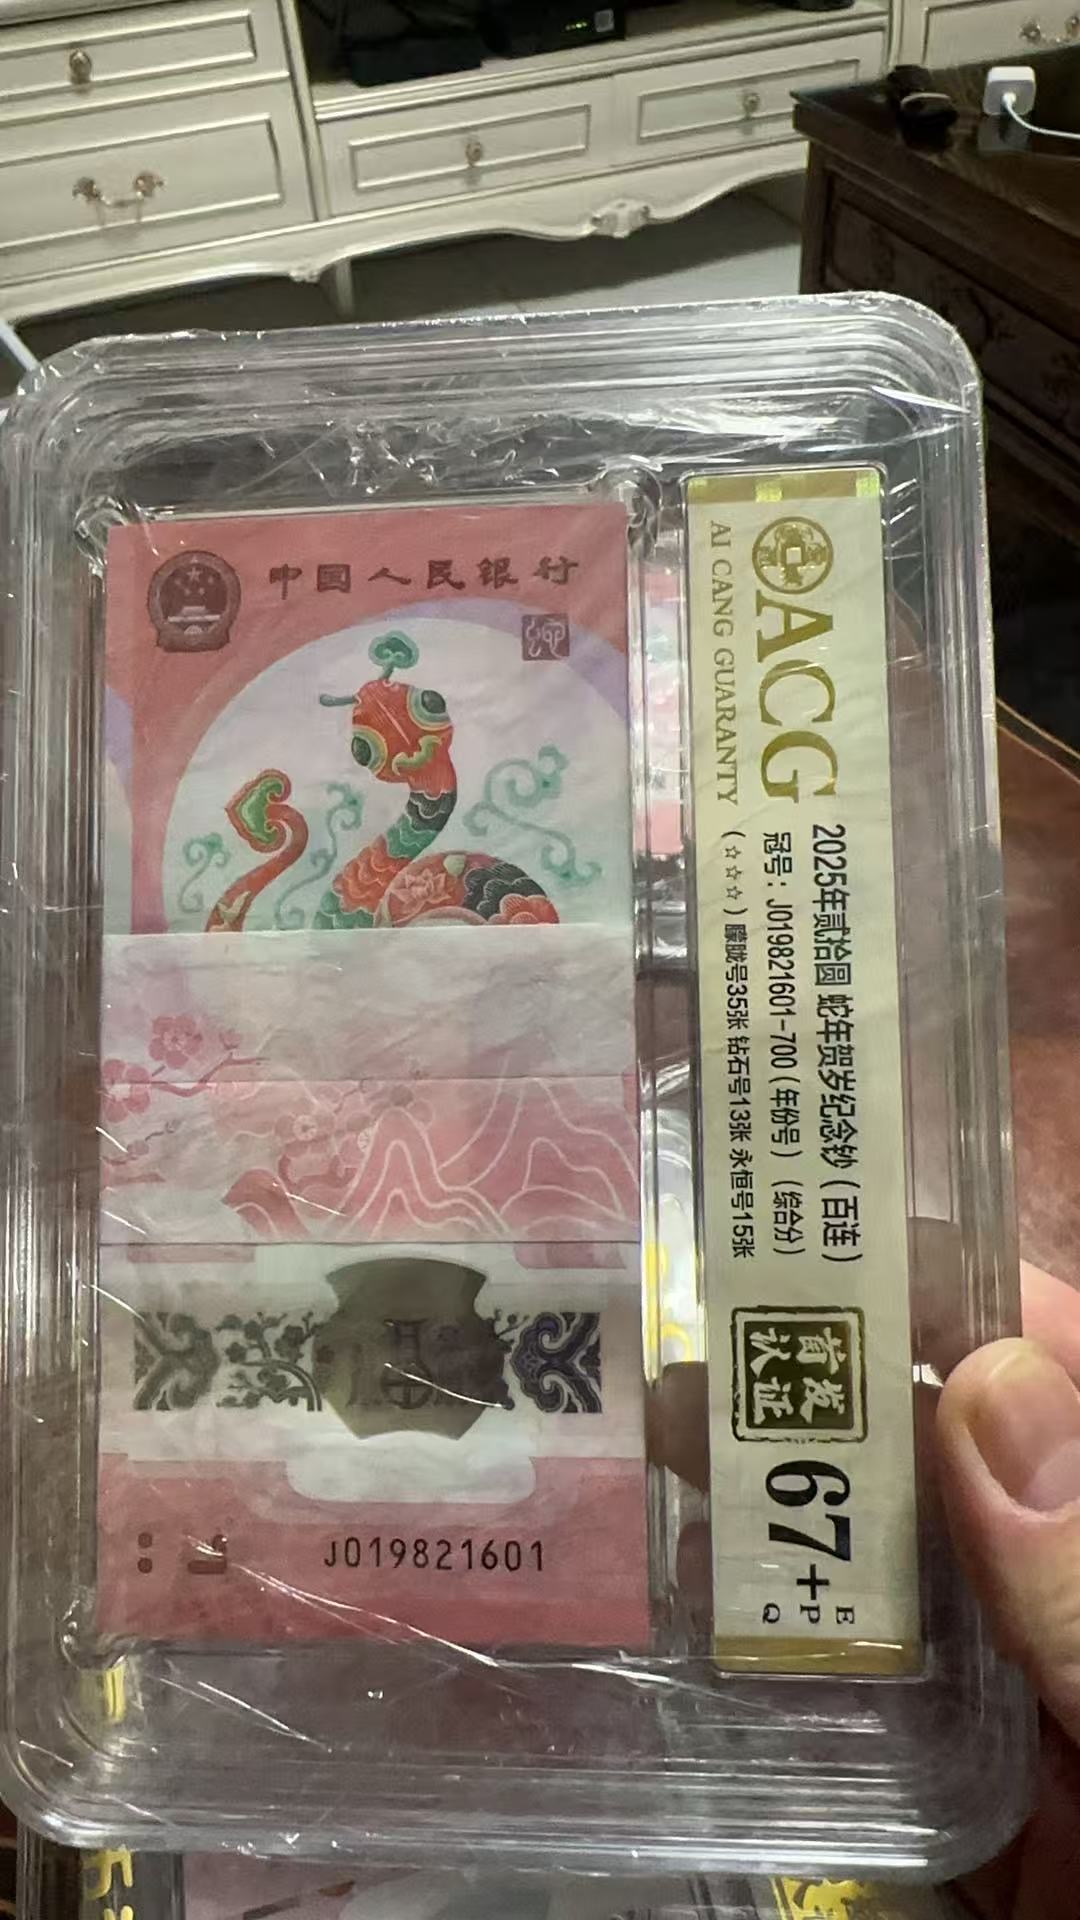 中国人民银行
J019821601
ACG
AI CANG GUARANTY
2025年贰拾圆 蛇年贺岁纪念钞（百连）
冠号：J019821601-700（年份号）（综合分）
（☆☆☆）朦胧号35张 钻石号13张 永恒号15张
首发
认证
67+
E
P
Q